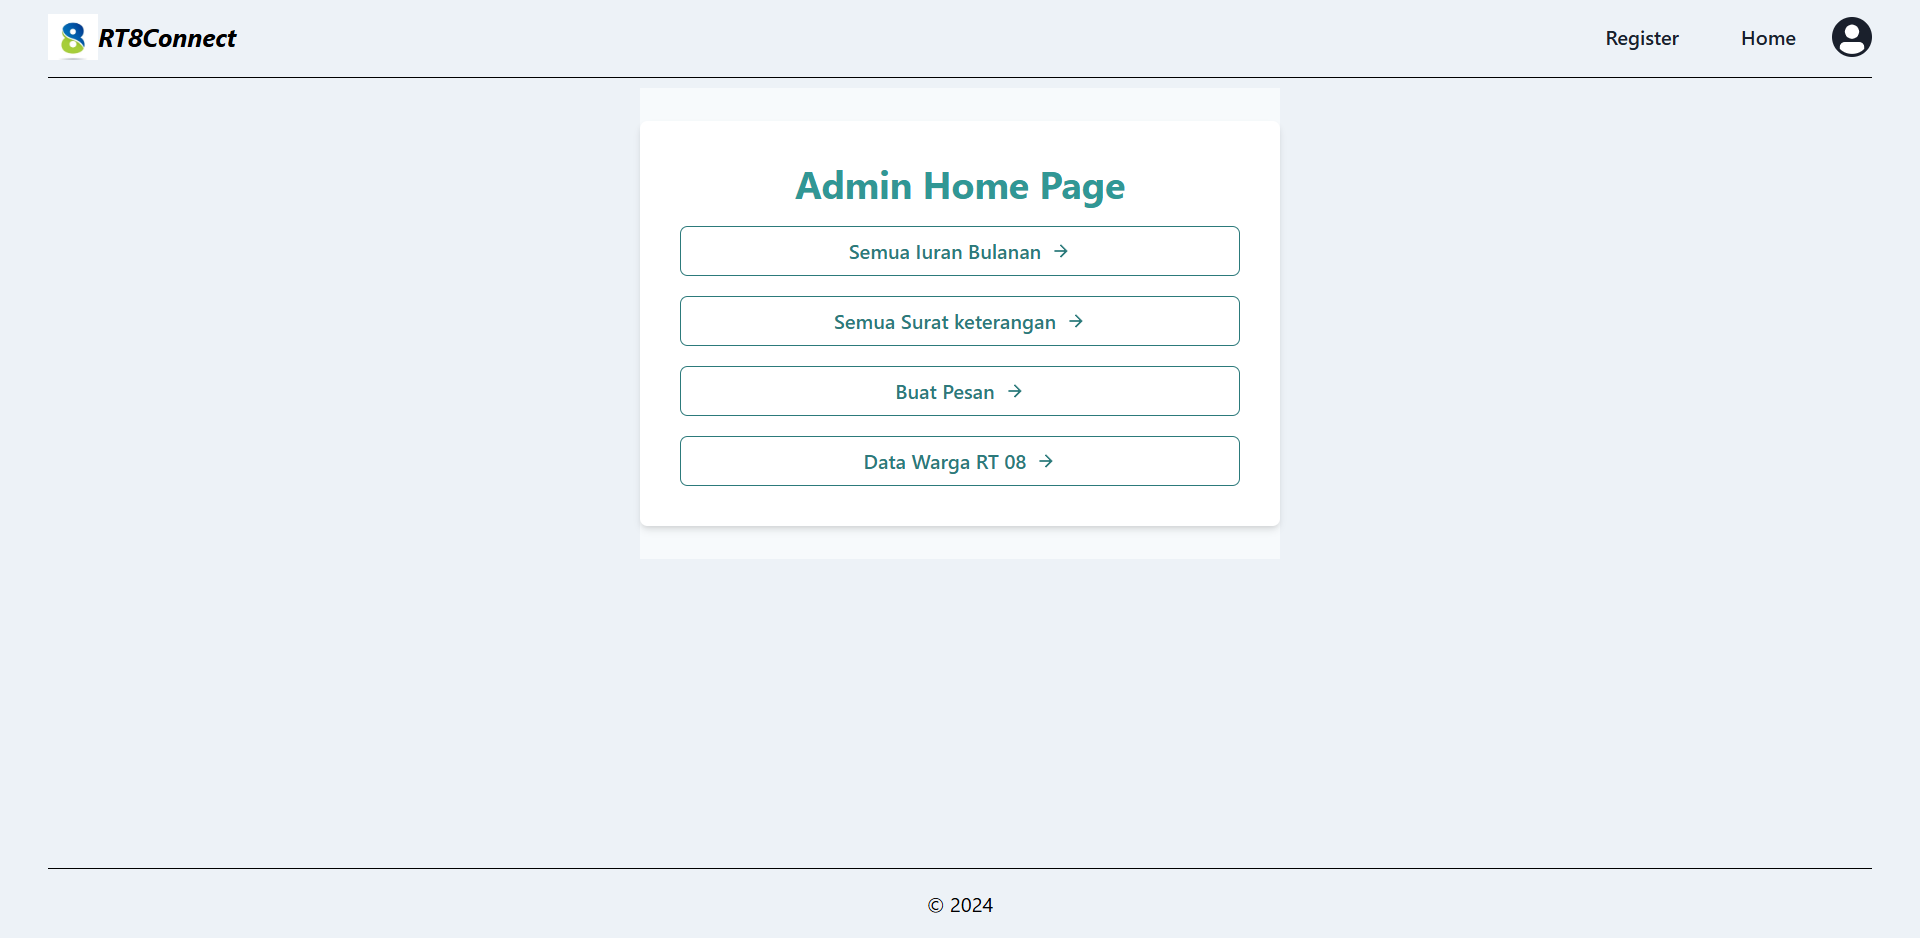 RT8Connect
Register
Home
Admin Home Page
Semua Iuran Bulanan
Semua Surat keterangan
Buat Pesan
Data Warga RT 08
© 2024